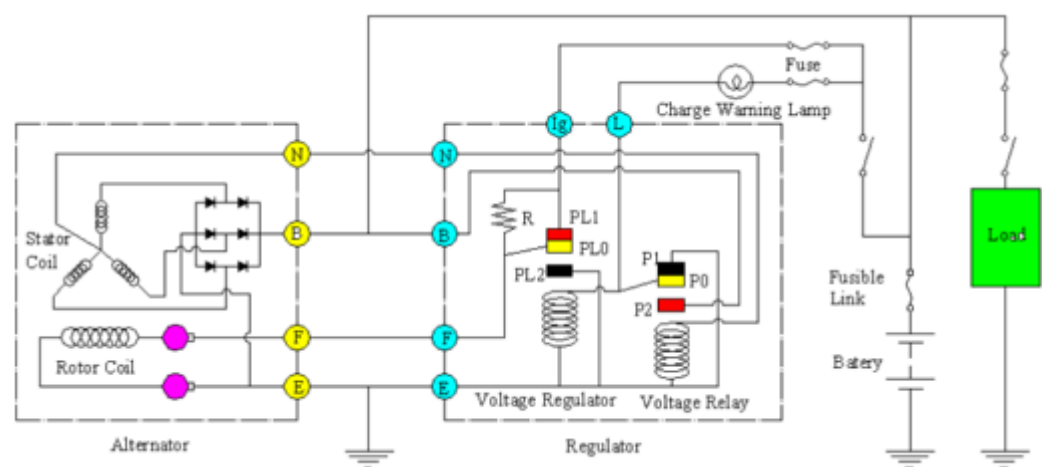 Fuse
Charge Warning Lamp
Ig
L
N
N
B
B
R
PL1
PL0
PL2
P1
P0
P2
Stator
Coil
Load
Fusible
Link
F
F
Rotor Coil
E
E
Voltage Regulator
Voltage Relay
Batery
Alternator
Regulator